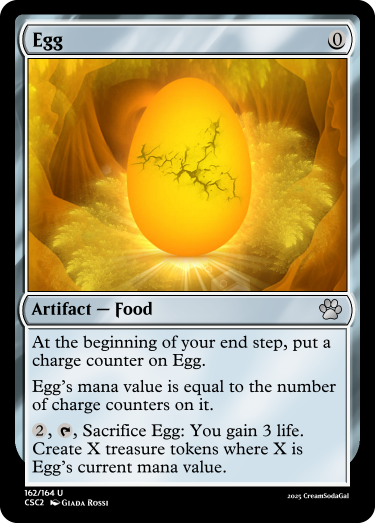 Egg
0
Artifact — Food
At the beginning of your end step, put a
charge counter on Egg.
Egg's mana value is equal to the number
of charge counters on it.
2, , Sacrifice Egg: You gain 3 life.
Create X treasure tokens where X is
Egg's current mana value.
162/164 U
CSC2 Giada Rossi
2025 CreamSodaGal